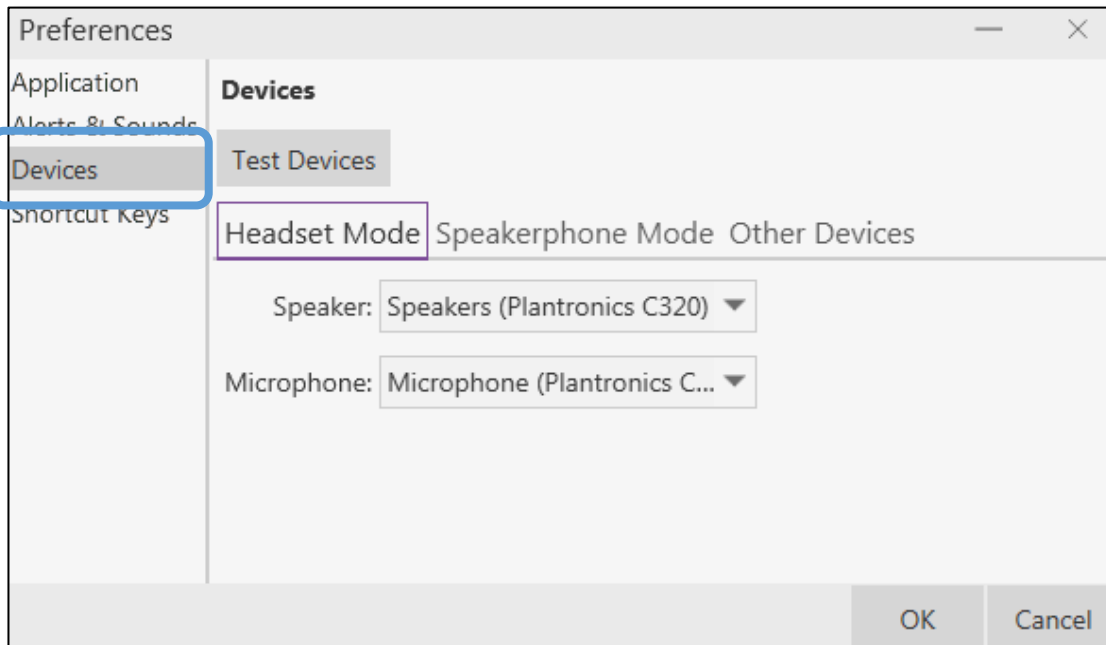 Preferences
Application
Alerts & Sounds
Devices
Shortcut Keys
Devices
Test Devices
Headset Mode Speakerphone Mode Other Devices
Speaker: Speakers (Plantronics C320)
Microphone: Microphone (Plantronics C...
OK Cancel